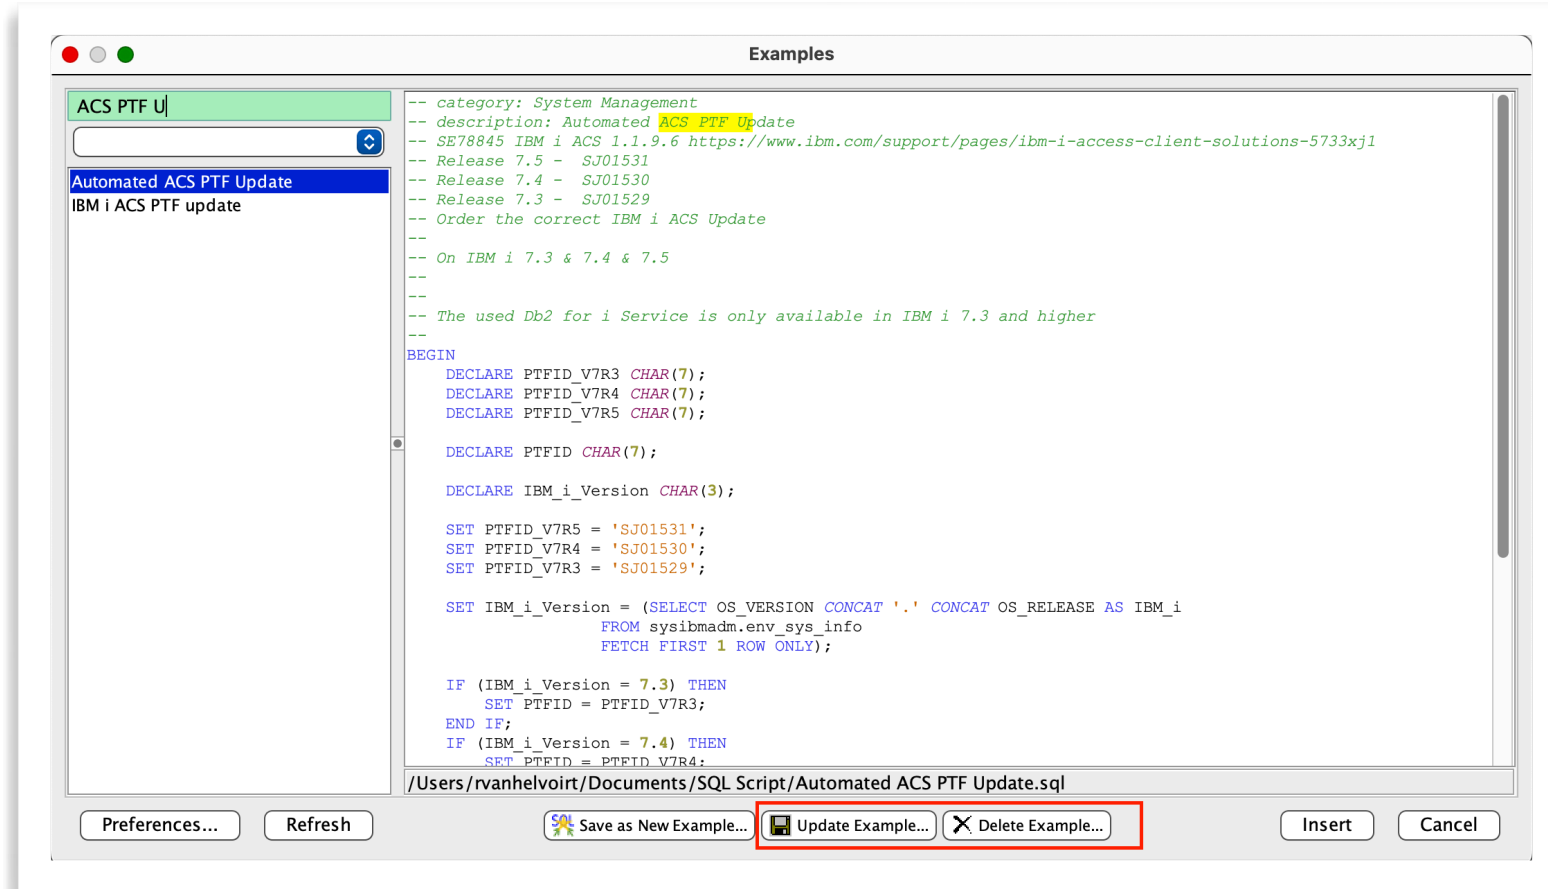 Examples
ACS PTF U
Automated ACS PTF Update
IBM i ACS PTF update
-- category: System Management
-- description: Automated ACS PTF Update
-- SE78845 IBM i ACS 1.1.9.6 https://www.ibm.com/support/pages/ibm-i-access-client-solutions-5733xj1
-- Release 7.5 -  SJ01531
-- Release 7.4 -  SJ01530
-- Release 7.3 -  SJ01529
-- Order the correct IBM i ACS Update
--
-- On IBM i 7.3 & 7.4 & 7.5
--
--
-- The used Db2 for i Service is only available in IBM i 7.3 and higher
--
BEGIN
    DECLARE PTFID_V7R3 CHAR(7);
    DECLARE PTFID_V7R4 CHAR(7);
    DECLARE PTFID_V7R5 CHAR(7);
    DECLARE PTFID CHAR(7);
    DECLARE IBM_i_Version CHAR(3);
    SET PTFID_V7R5 = 'SJ01531';
    SET PTFID_V7R4 = 'SJ01530';
    SET PTFID_V7R3 = 'SJ01529';
    SET IBM_i_Version = (SELECT OS_VERSION CONCAT '.' CONCAT OS_RELEASE AS IBM_i
                    FROM sysibmadm.env_sys_info
                    FETCH FIRST 1 ROW ONLY);
    IF (IBM_i_Version = 7.3) THEN
        SET PTFID = PTFID_V7R3;
    END IF;
    IF (IBM_i_Version = 7.4) THEN
        SET PTFID = PTFID_V7R4;
/Users/rvanhelvoirt/Documents/SQL Script/Automated ACS PTF Update.sql
Preferences... Refresh SQL Save as New Example... Update Example... Delete Example... Insert Cancel